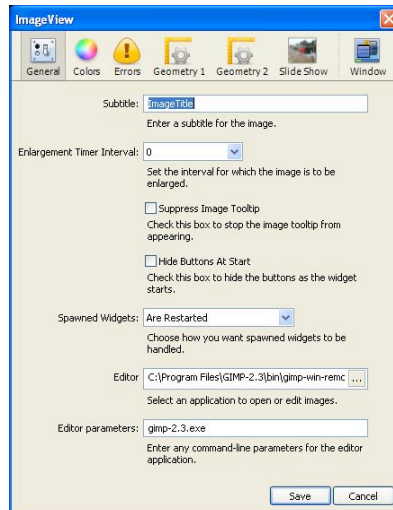 ImageView
General Colors Errors Geometry 1 Geometry 2 Slide Show Window
Subtitle: ImageTitle
Enter a subtitle for the image.
Enlargement Timer Interval: 0
Set the interval for which the image is to be
enlarged.
Suppress Image Tooltip
Check this box to stop the image tooltip from
appearing.
Hide Buttons At Start
Check this box to hide the buttons as the widget
starts.
Spawned Widgets: Are Restarted
Choose how you want spawned widgets to be
handled.
Editor C:\Program Files\GIMP-2.3\bin\gimp-win-remc ...
Select an application to open or edit images.
Editor parameters: gimp-2.3.exe
Enter any command-line parameters for the editor
application.
Save Cancel